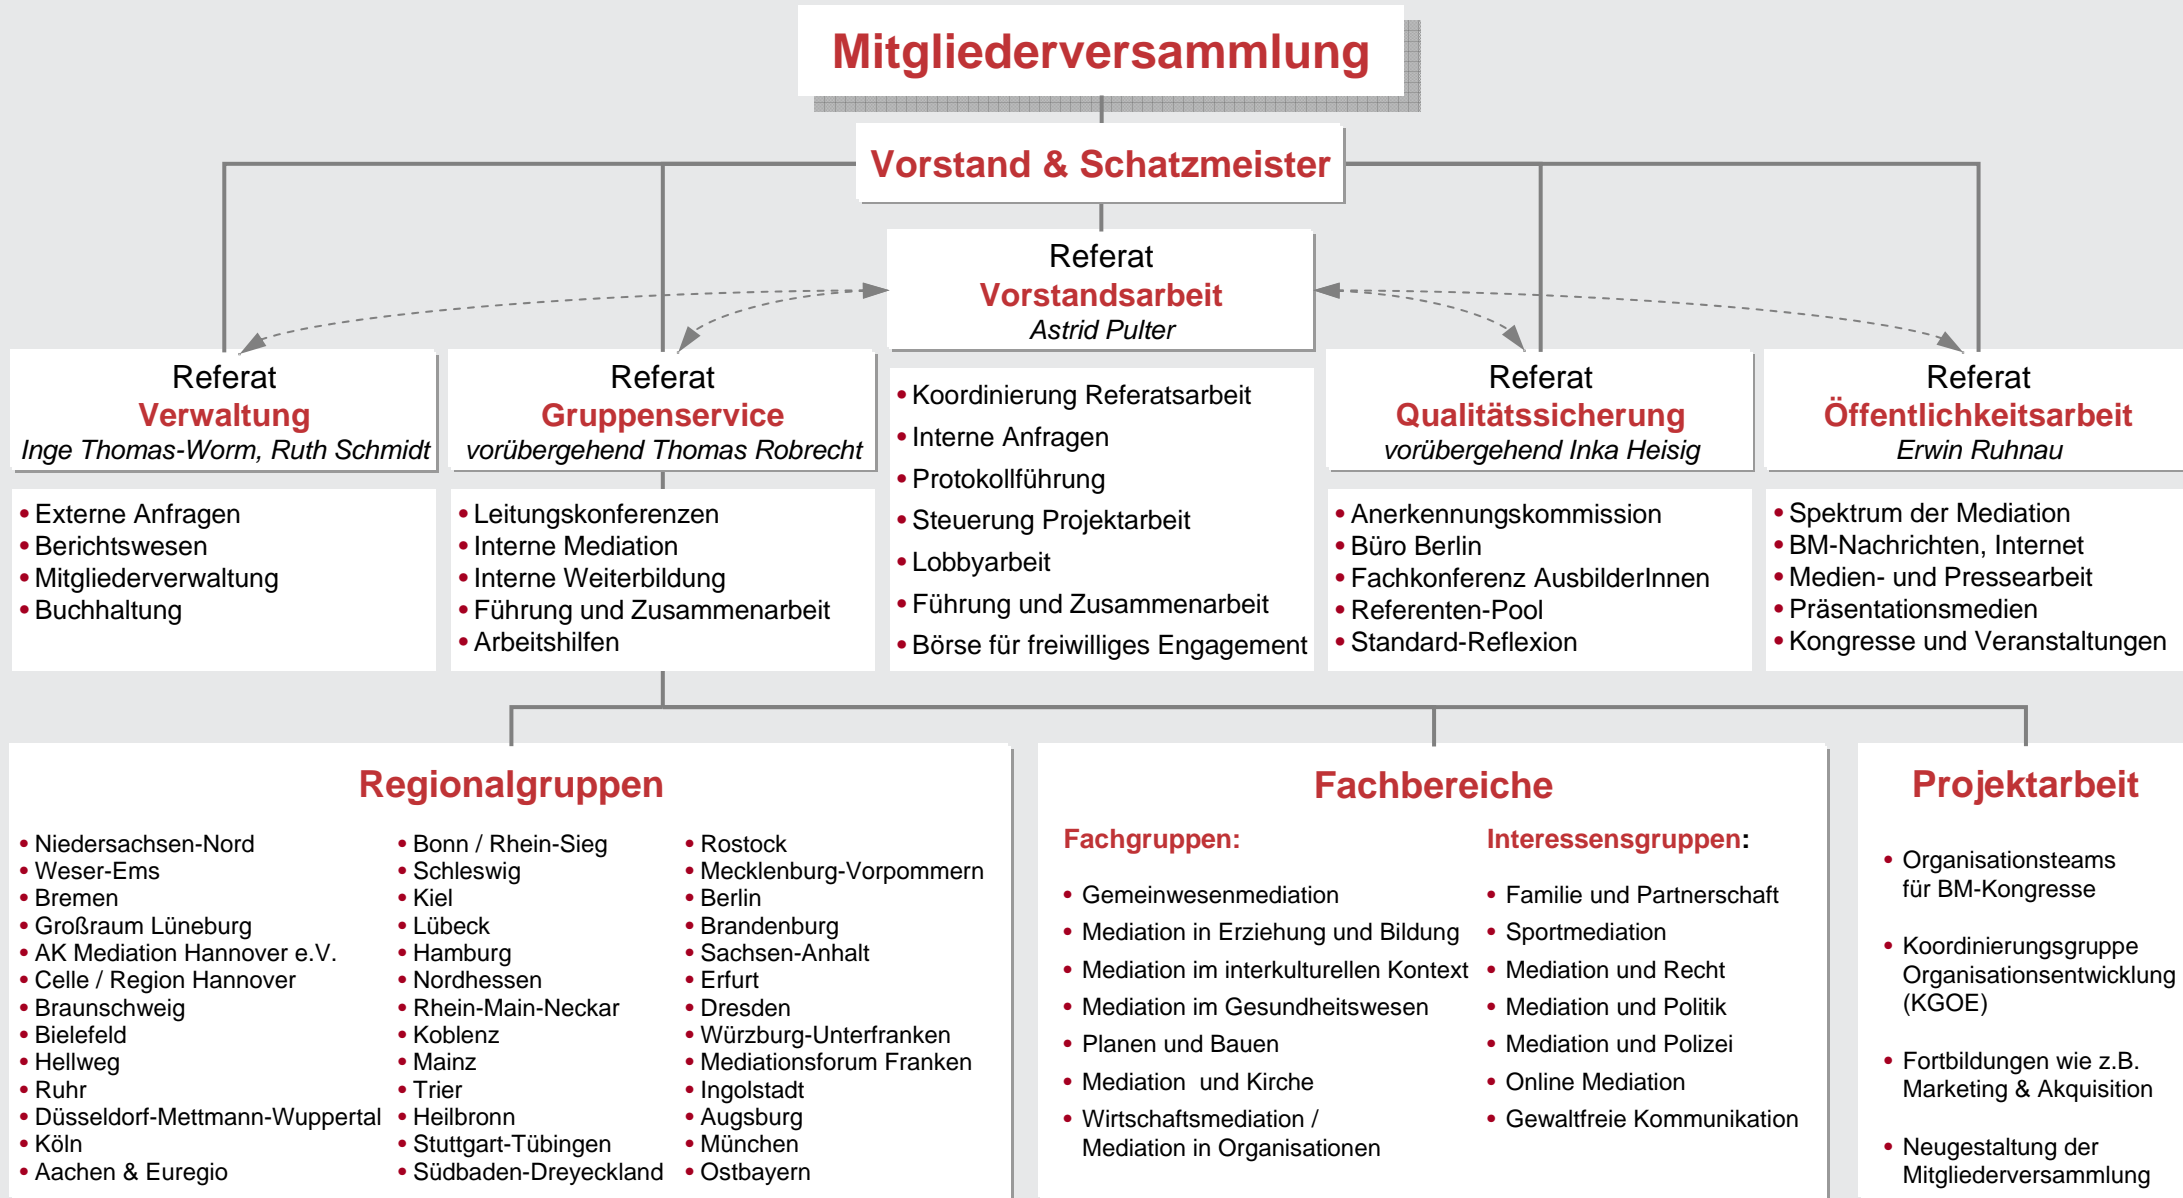 Mitgliederversammlung
Vorstand & Schatzmeister
Referat
Vorstandsarbeit
Astrid Pulter
• Koordinierung Referatsarbeit
• Interne Anfragen
• Protokollführung
• Steuerung Projektarbeit
• Lobbyarbeit
• Führung und Zusammenarbeit
• Börse für freiwilliges Engagement
Referat
Verwaltung
Inge Thomas-Worm, Ruth Schmidt
• Externe Anfragen
• Berichtswesen
• Mitgliederverwaltung
• Buchhaltung
Referat
Gruppenservice
vorübergehend Thomas Robrecht
• Leitungskonferenzen
• Interne Mediation
• Interne Weiterbildung
• Führung und Zusammenarbeit
• Arbeitshilfen
Referat
Qualitätssicherung
vorübergehend Inka Heisig
• Anerkennungskommission
• Büro Berlin
• Fachkonferenz AusbilderInnen
• Referenten-Pool
• Standard-Reflexion
Referat
Öffentlichkeitsarbeit
Erwin Ruhnau
• Spektrum der Mediation
• BM-Nachrichten, Internet
• Medien- und Pressearbeit
• Präsentationsmedien
• Kongresse und Veranstaltungen
Regionalgruppen
• Niedersachsen-Nord
• Weser-Ems
• Bremen
• Großraum Lüneburg
• AK Mediation Hannover e.V.
• Celle / Region Hannover
• Braunschweig
• Bielefeld
• Hellweg
• Ruhr
• Düsseldorf-Mettmann-Wuppertal
• Köln
• Aachen & Euregio
• Bonn / Rhein-Sieg
• Schleswig
• Kiel
• Lübeck
• Hamburg
• Nordhessen
• Rhein-Main-Neckar
• Koblenz
• Mainz
• Trier
• Heilbronn
• Stuttgart-Tübingen
• Südbaden-Dreyeckland
• Rostock
• Mecklenburg-Vorpommern
• Berlin
• Brandenburg
• Sachsen-Anhalt
• Erfurt
• Dresden
• Würzburg-Unterfranken
• Mediationsforum Franken
• Ingolstadt
• Augsburg
• München
• Ostbayern
Fachbereiche
Fachgruppen:
• Gemeinwesenmediation
• Mediation in Erziehung und Bildung
• Mediation im interkulturellen Kontext
• Mediation im Gesundheitswesen
• Planen und Bauen
• Mediation und Kirche
• Wirtschaftsmediation /
Mediation in Organisationen
Interessensgruppen:
• Familie und Partnerschaft
• Sportmediation
• Mediation und Recht
• Mediation und Politik
• Mediation und Polizei
• Online Mediation
• Gewaltfreie Kommunikation
Projektarbeit
• Organisationsteams
für BM-Kongresse
• Koordinierungsgruppe
Organisationsentwicklung
(KGOE)
• Fortbildungen wie z.B.
Marketing & Akquisition
• Neugestaltung der
Mitgliederversammlung